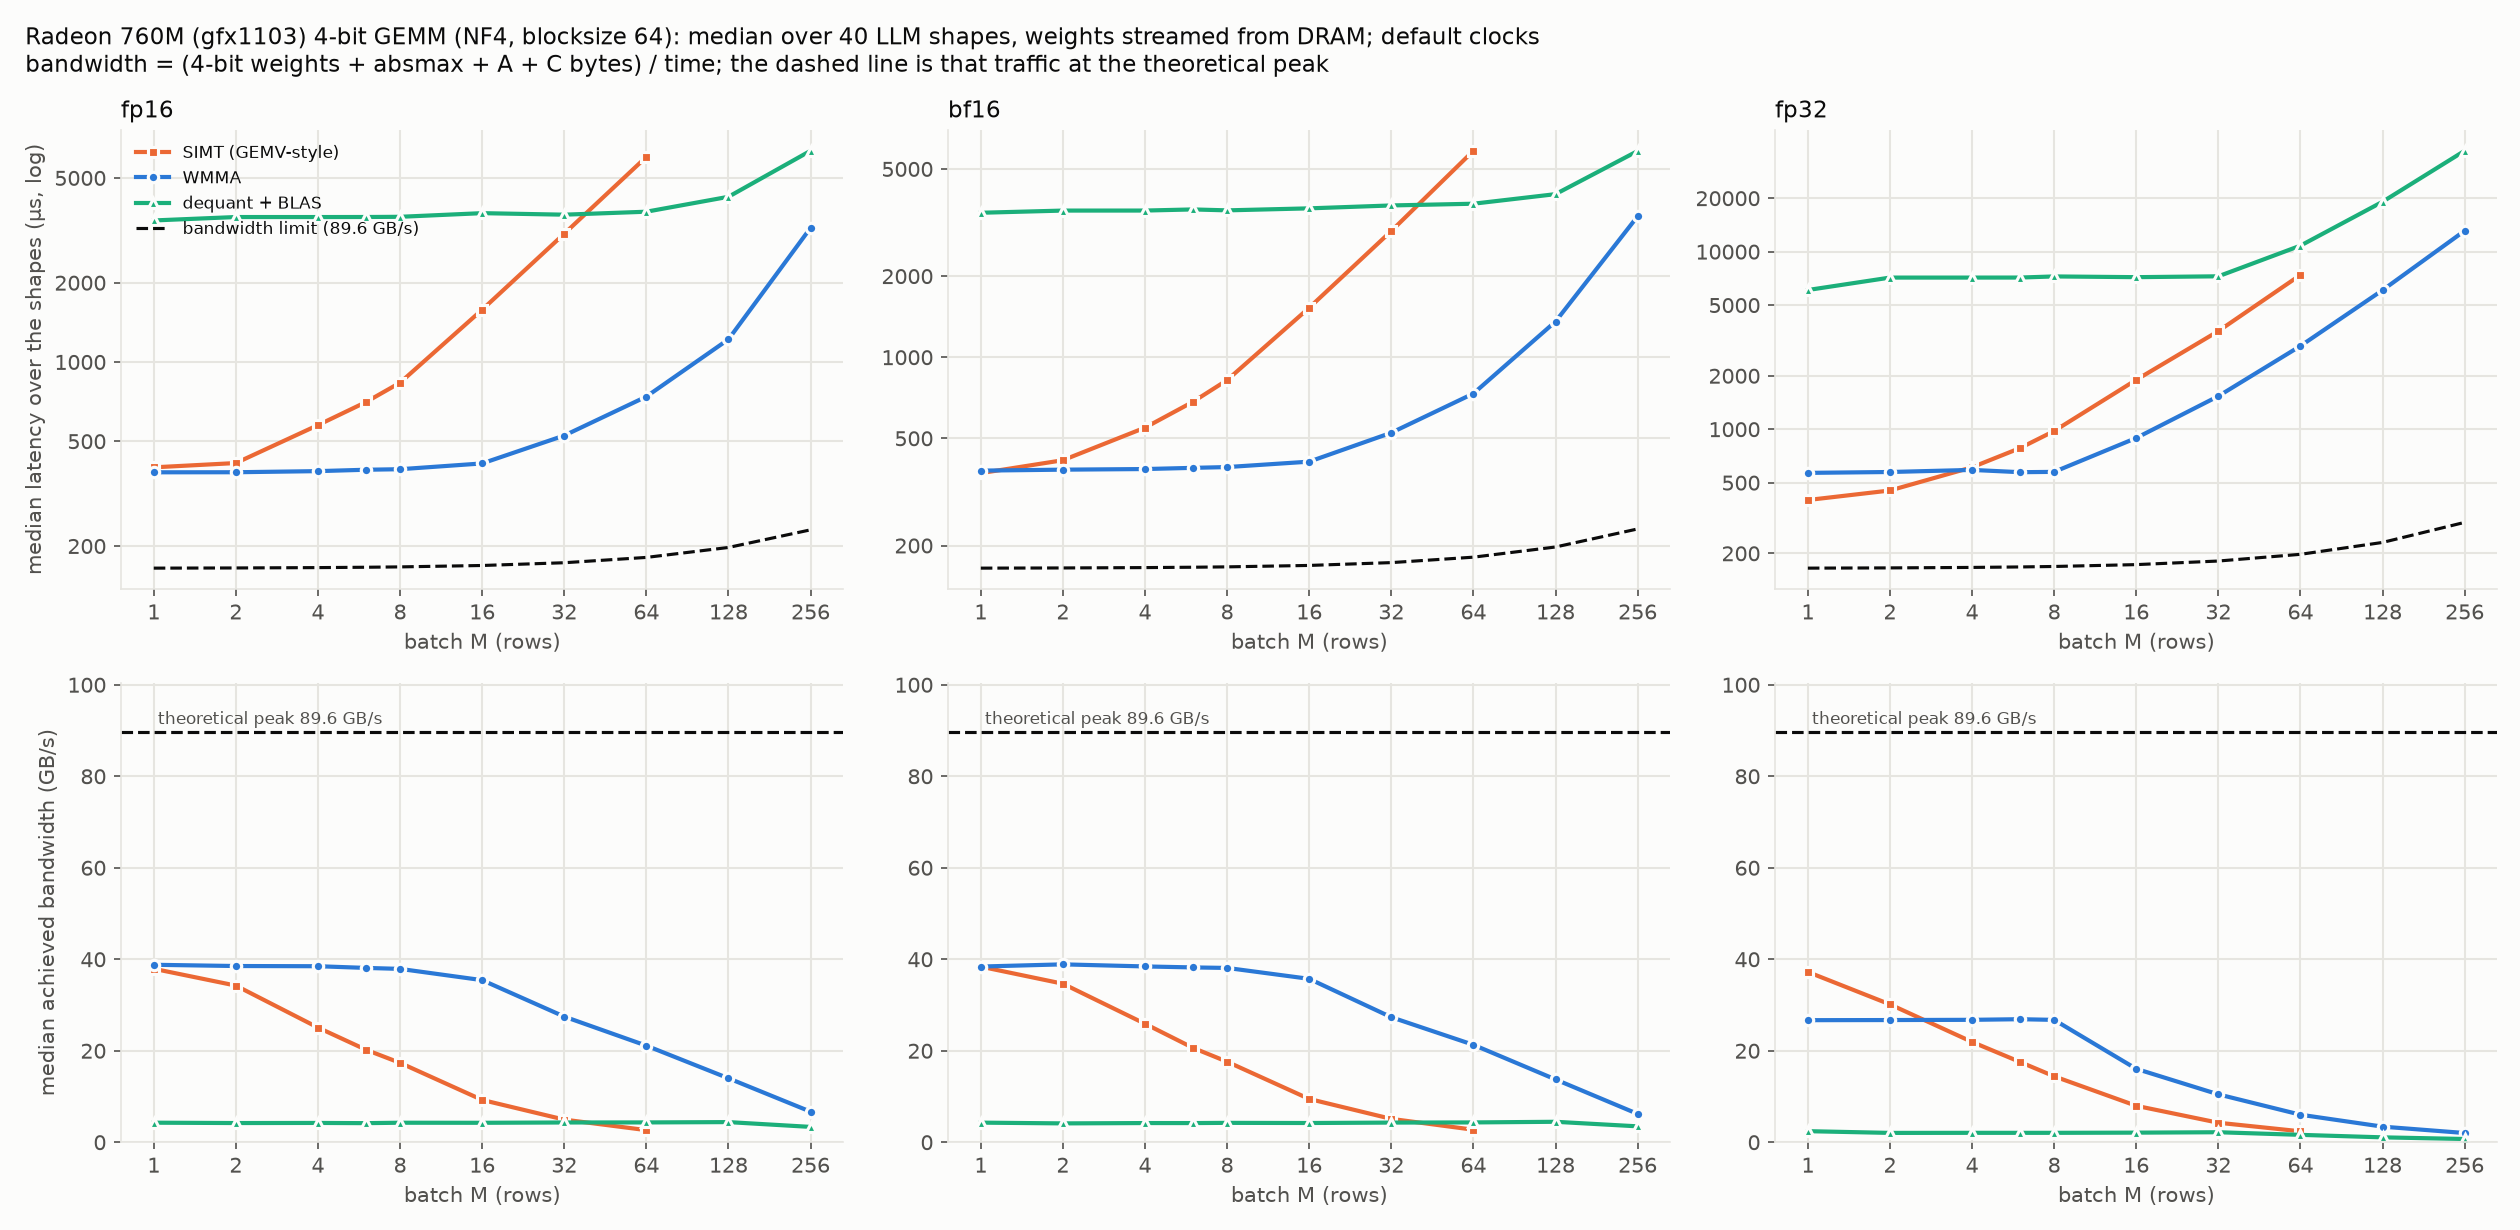 Radeon 760M (gfx1103) 4-bit GEMM (NF4, blocksize 64): median over 40 LLM shapes, weights streamed from DRAM; default clocks
bandwidth = (4-bit weights + absmax + A + C bytes) / time; the dashed line is that traffic at the theoretical peak
fp16
median latency over the shapes (µs, log)
5000
2000
1000
500
200
SIMT (GEMV-style)
WMMA
dequant + BLAS
bandwidth limit (89.6 GB/s)
1 2 4 8 16 32 64 128 256
batch M (rows)
bf16
5000
2000
1000
500
200
1 2 4 8 16 32 64 128 256
batch M (rows)
fp32
20000
10000
5000
2000
1000
500
200
1 2 4 8 16 32 64 128 256
batch M (rows)
median achieved bandwidth (GB/s)
100
80
60
40
20
0
theoretical peak 89.6 GB/s
1 2 4 8 16 32 64 128 256
batch M (rows)
100
80
60
40
20
0
theoretical peak 89.6 GB/s
1 2 4 8 16 32 64 128 256
batch M (rows)
100
80
60
40
20
0
theoretical peak 89.6 GB/s
1 2 4 8 16 32 64 128 256
batch M (rows)